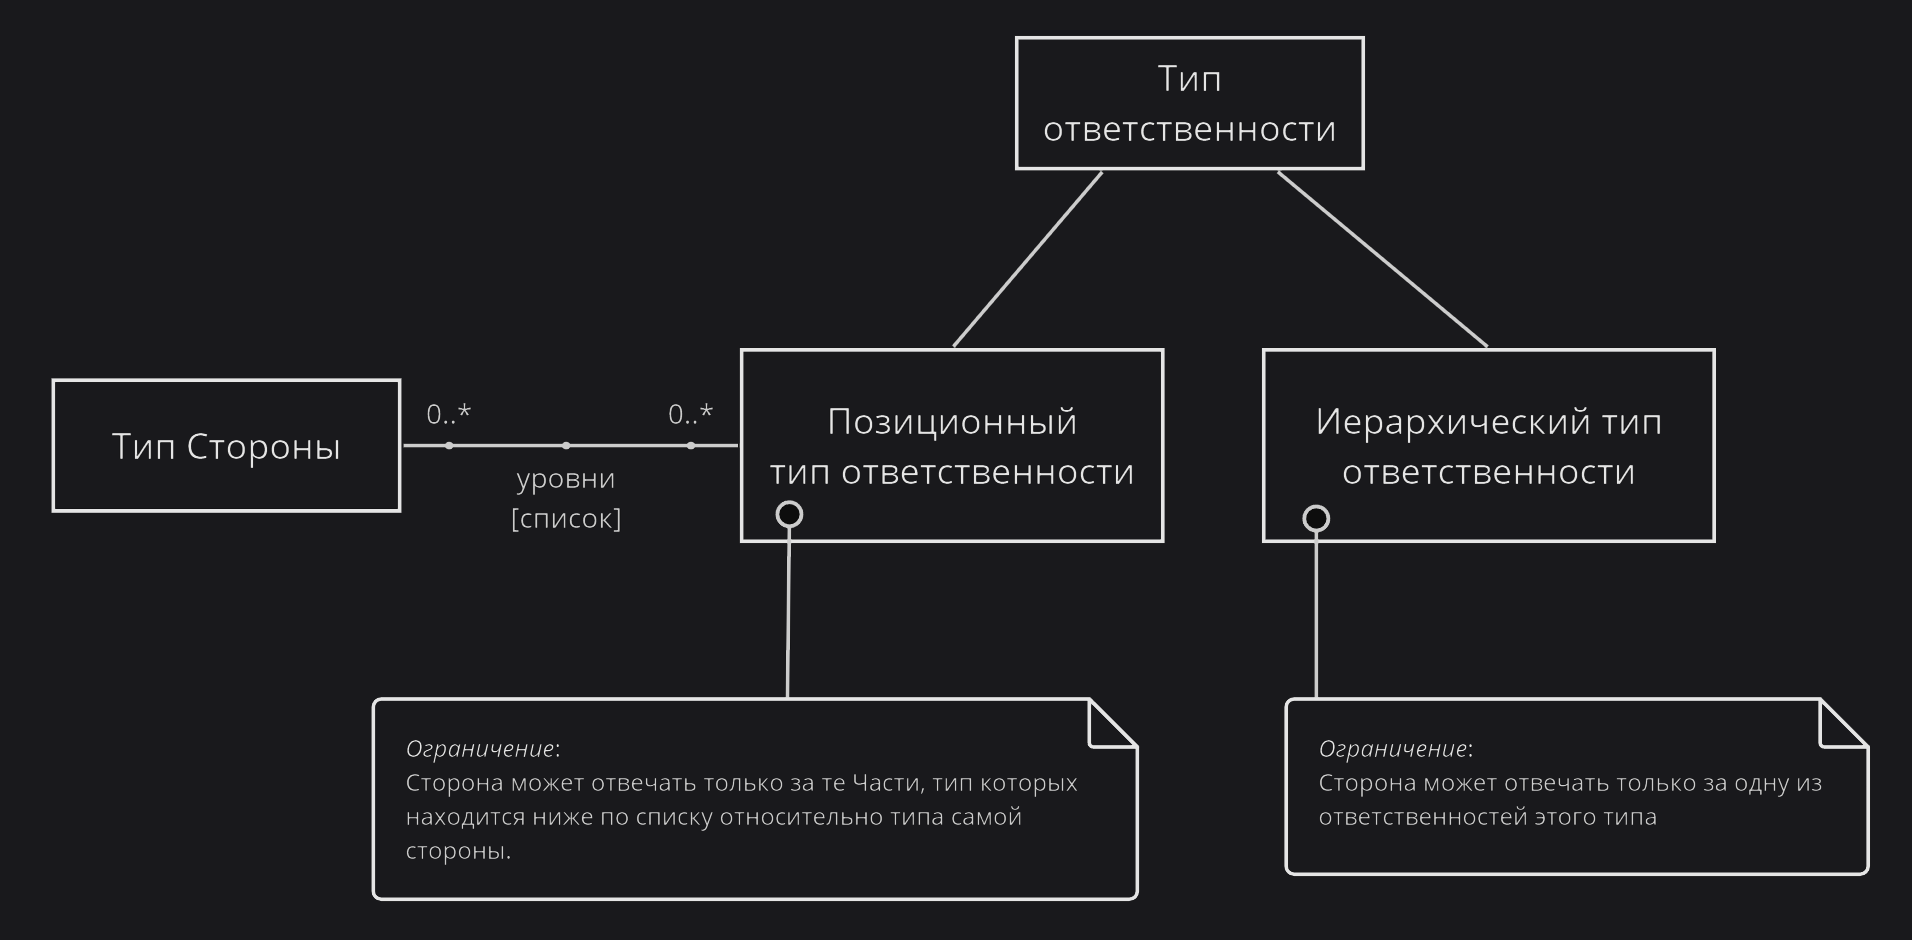 Тип
ответственности
Тип Стороны
0..*
0..*
уровни
[список]
Позиционный
тип ответственности
Иерархический тип
ответственности
Ограничение:
Сторона может отвечать только за те Части, тип которых
находится ниже по списку относительно типа самой
стороны.
Ограничение:
Сторона может отвечать только за одну из
ответственностей этого типа